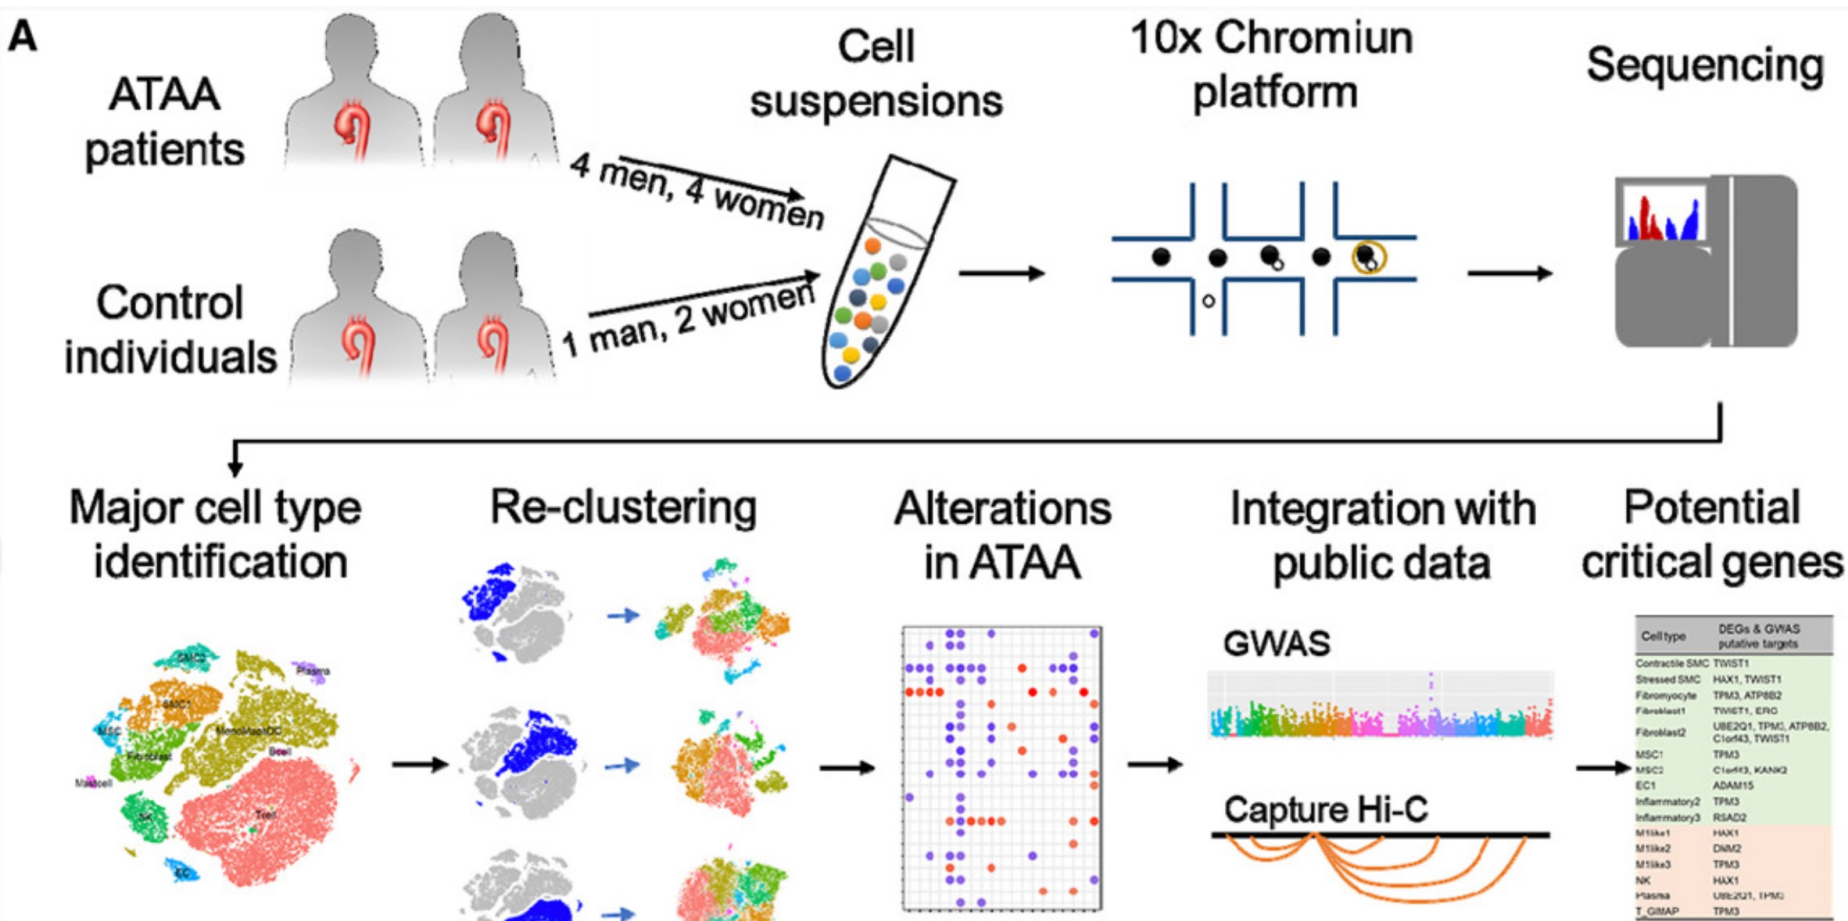 A
ATAA
patients
4 men, 4 women
Control
individuals
1 man, 2 women
Cell
suspensions
10x Chromiun
platform
Sequencing
Major cell type
identification
SMC2
Plasma
SMC1
MSC
Fibroblast
Bcell
Mastcell
NK
Tcell
EC
Re-clustering
Alterations
in ATAA
Integration with
public data
GWAS
Capture Hi-C
Potential
critical genes
Cell type DEGs & GWAS
putative targets
Contractile SMC TWIST1
Stressed SMC HAX1, TWIST1
Fibromyocyte TPM3, ATP8B2
Fibroblast1 TWIST1, ERG
Fibroblast2 UBE2Q1, TPM3, ATP8B2,
C1orf43, TWIST1
MSC1 TPM3
MSC2 C1orf43, KANK2
EC1 ADAM15
Inflammatory2 TPM3
Inflammatory3 RSAD2
M1like1 HAX1
M1like2 DNM2
M1like3 TPM3
NK HAX1
Plasma UBE2Q1, TPM3
T_GIMAP TPM3